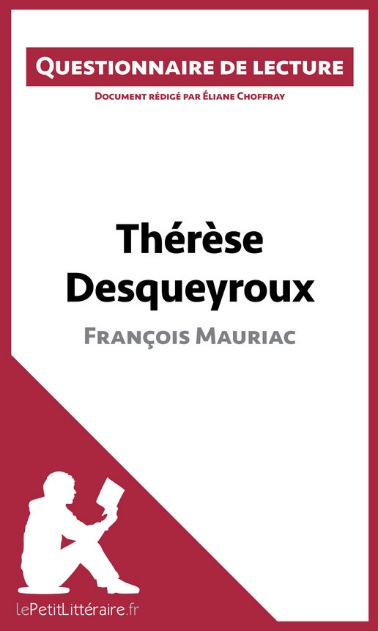 Questionnaire de lecture
Document rédigé par Éliane Choffray
Thérèse
Desqueyroux
François Mauriac
lePetitLittéraire.fr